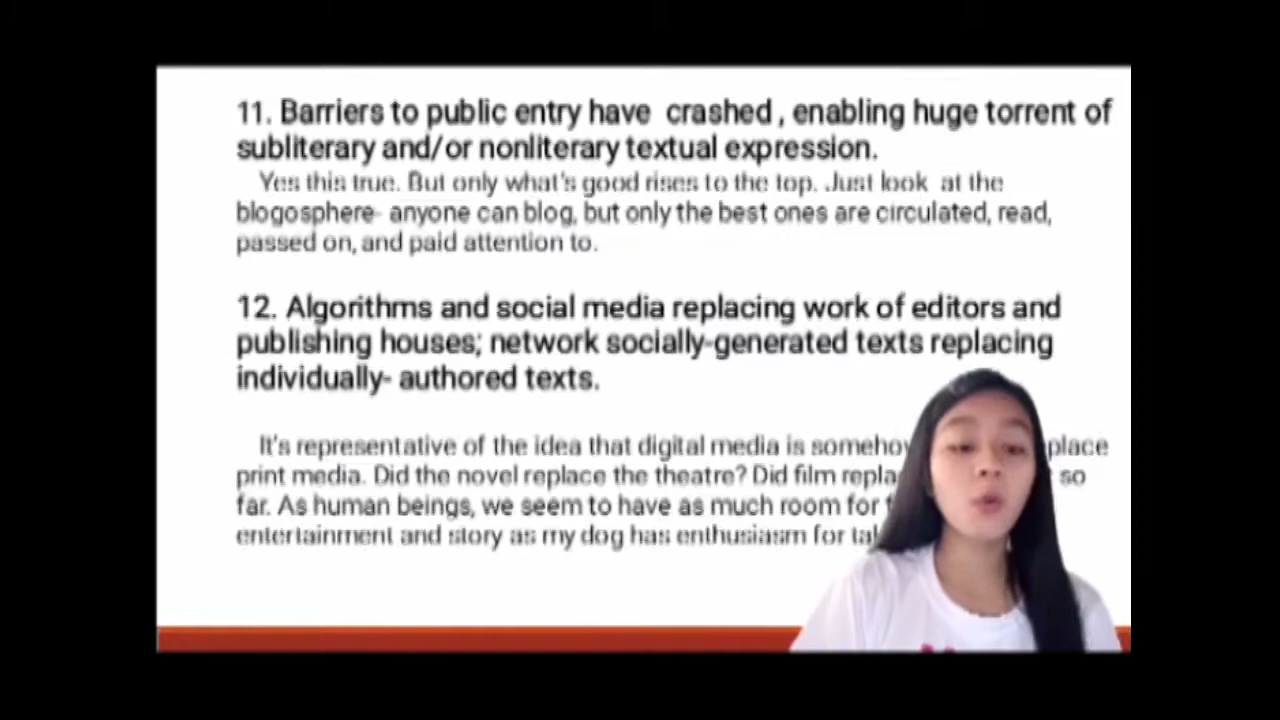 11. Barriers to public entry have crashed , enabling huge torrent of
subliterary and/or nonliterary textual expression.
Yes this true. But only what's good rises to the top. Just look at the
blogosphere- anyone can blog, but only the best ones are circulated, read,
passed on, and paid attention to.
12. Algorithms and social media replacing work of editors and
publishing houses; network socially-generated texts replacing
individually- authored texts.
It's representative of the idea that digital media is place
print media. Did the novel replace the theatre? Did film so
far. As human beings, we seem to have as much room for
entertainment and story as my dog has enthusiasm for